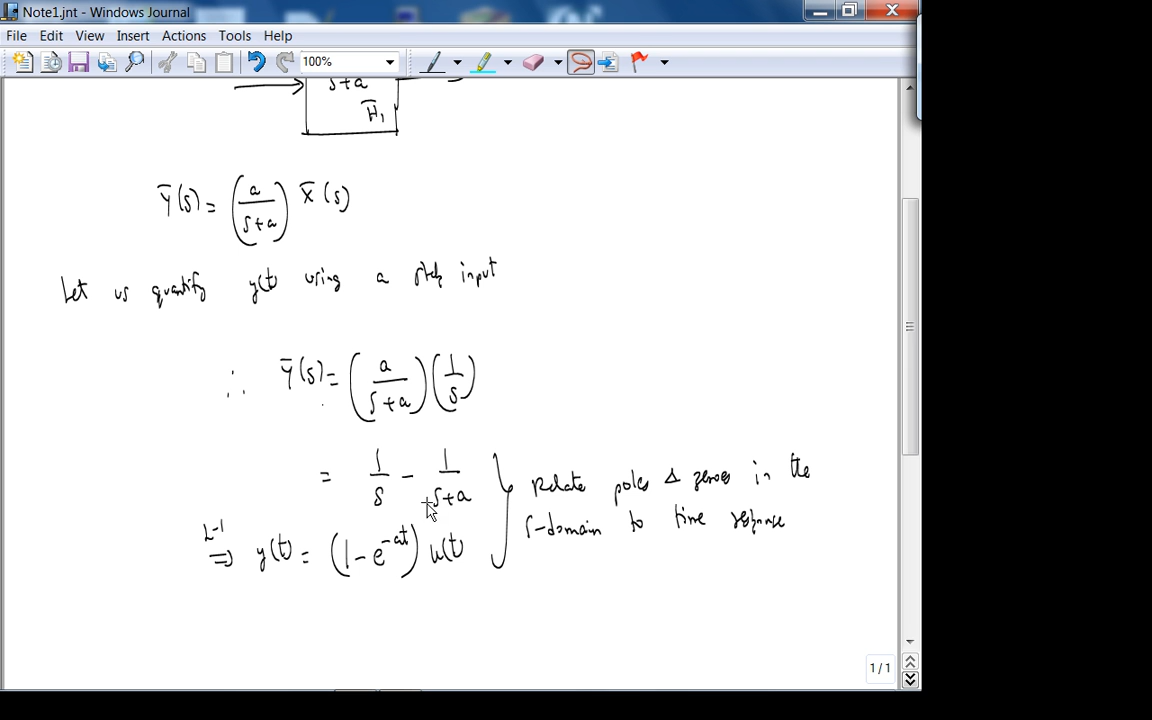 Note1.jnt - Windows Journal
File Edit View Insert Actions Tools Help
100%
s+a
H̄₁
Ȳ(s) = (a/(s+a)) X̄(s)
Let us quantify y(t) using a step input
∴ Ȳ(s) = (a/(s+a)) (1/s)
= 1/s - 1/(s+a)
L⁻¹ ⇒ y(t) = (1 - e^(-at)) u(t)
Relate poles & zeroes in the
s-domain to time response
1 / 1